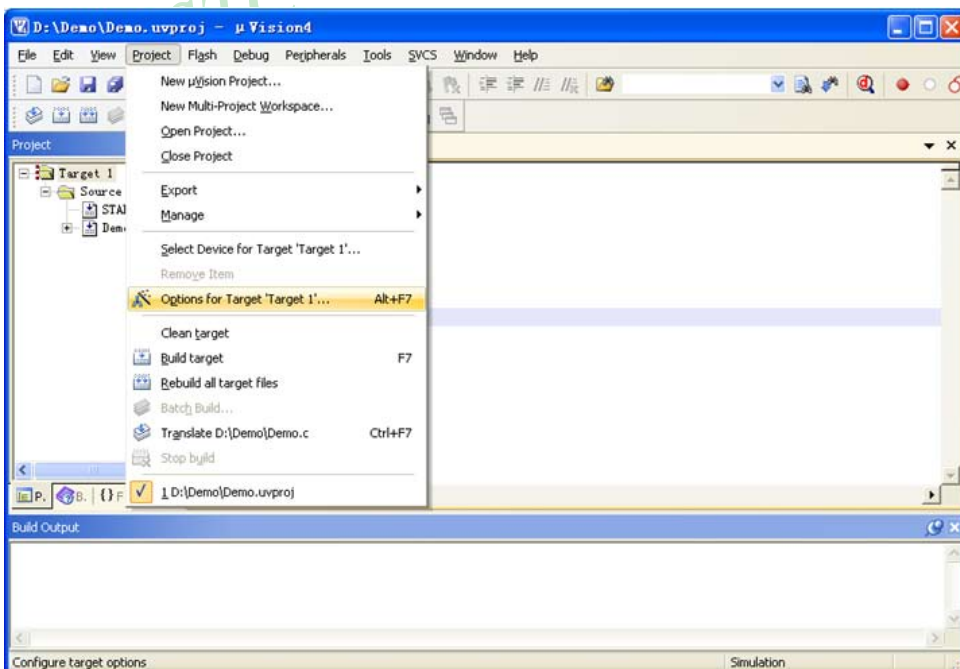 D:\Demo\Demo.uvproj - µVision4
File Edit View Project Flash Debug Peripherals Tools SVCS Window Help
Project
Target 1
Source
STAR
Demo
New µVision Project...
New Multi-Project Workspace...
Open Project...
Close Project
Export
Manage
Select Device for Target 'Target 1'...
Remove Item
Options for Target 'Target 1'... Alt+F7
Clean target
Build target F7
Rebuild all target files
Batch Build...
Translate D:\Demo\Demo.c Ctrl+F7
Stop build
1 D:\Demo\Demo.uvproj
P. B. {} F
Build Output
Configure target options Simulation